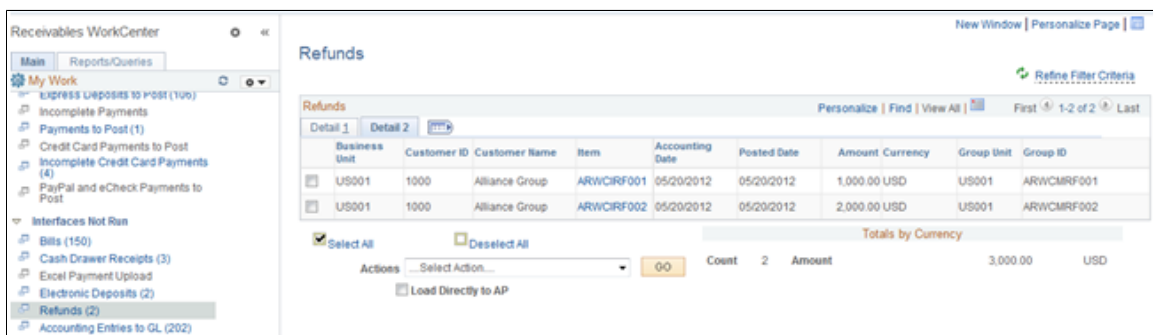 New Window | Personalize Page |
Receivables WorkCenter
Main Reports/Queries
My Work
Express Deposits to Post (106)
Incomplete Payments
Payments to Post (1)
Credit Card Payments to Post
Incomplete Credit Card Payments
(4)
PayPal and eCheck Payments to
Post
Interfaces Not Run
Bills (150)
Cash Drawer Receipts (3)
Excel Payment Upload
Electronic Deposits (2)
Refunds (2)
Accounting Entries to GL (202)
Refunds
Refine Filter Criteria
Refunds Personalize | Find | View All | First 1-2 of 2 Last
Detail 1 Detail 2
Business Unit Customer ID Customer Name Item Accounting Date Posted Date Amount Currency Group Unit Group ID
US001 1000 Alliance Group ARWCIRF001 05/20/2012 05/20/2012 1,000.00 USD US001 ARWCMRF001
US001 1000 Alliance Group ARWCIRF002 05/20/2012 05/20/2012 2,000.00 USD US001 ARWCMRF002
Select All Deselect All
Totals by Currency
Actions ...Select Action... GO
Count 2 Amount 3,000.00 USD
Load Directly to AP